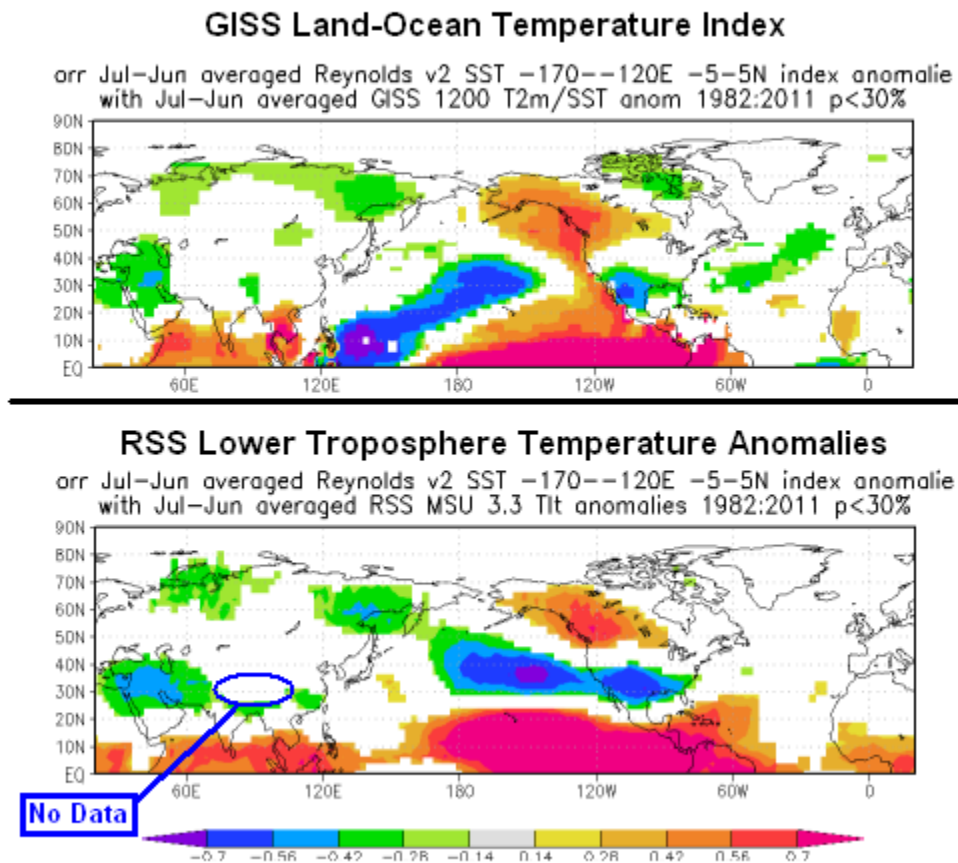 GISS Land-Ocean Temperature Index
orr Jul-Jun averaged Reynolds v2 SST -170--120E -5-5N index anomalie
with Jul-Jun averaged GISS 1200 T2m/SST anom 1982:2011 p<30%
90N
80N
70N
60N
50N
40N
30N
20N
10N
EQ
60E 120E 180 120W 60W 0
RSS Lower Troposphere Temperature Anomalies
orr Jul-Jun averaged Reynolds v2 SST -170--120E -5-5N index anomalie
with Jul-Jun averaged RSS MSU 3.3 Tlt anomalies 1982:2011 p<30%
90N
80N
70N
60N
50N
40N
30N
20N
10N
EQ
60E 120E 180 120W 60W 0
No Data
-0.7 -0.56 -0.42 -0.28 -0.14 0.14 0.28 0.42 0.56 0.7